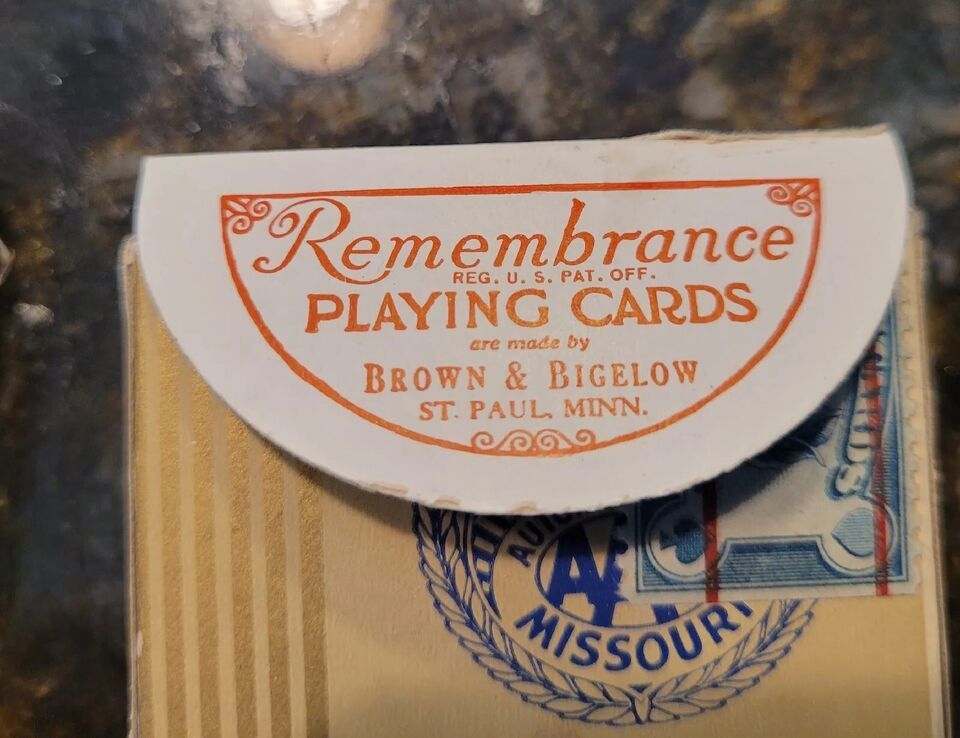 Remembrance
REG. U. S. PAT. OFF.
PLAYING CARDS
are made by
BROWN & BIGELOW
ST. PAUL, MINN.
MISSOURI